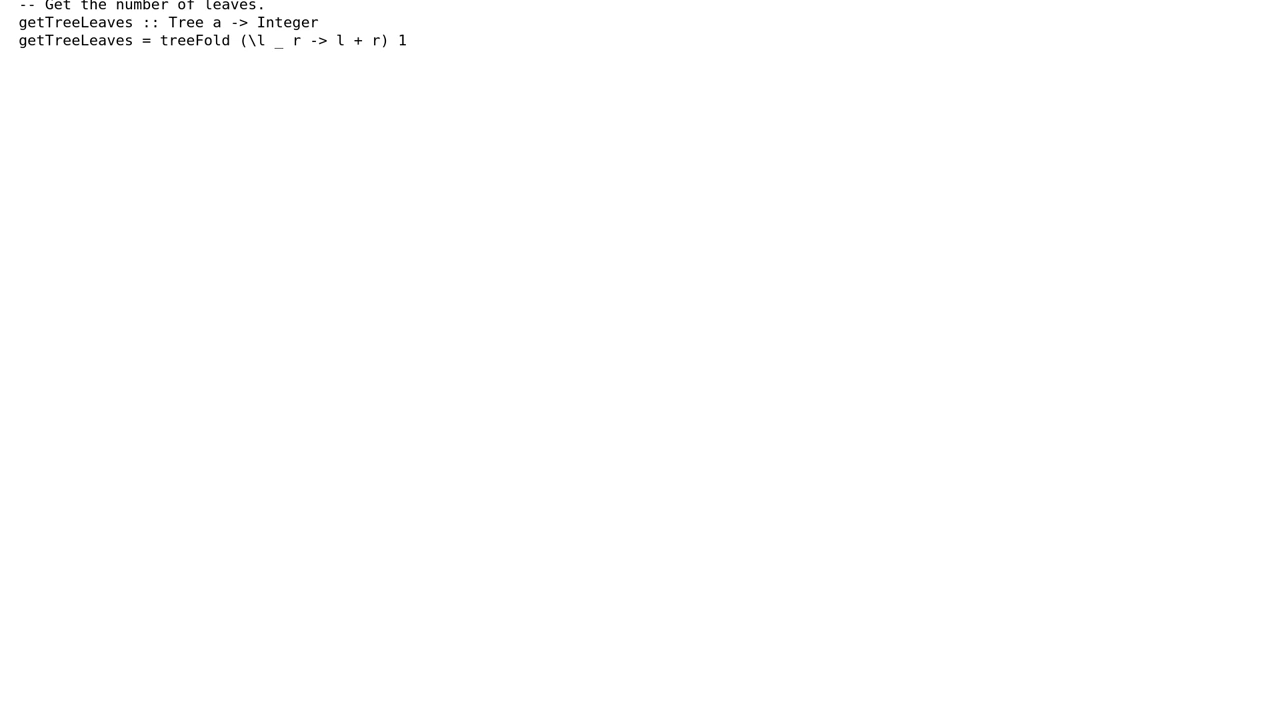 -- Get the number of leaves.
getTreeLeaves :: Tree a -> Integer
getTreeLeaves = treeFold (\l _ r -> l + r) 1